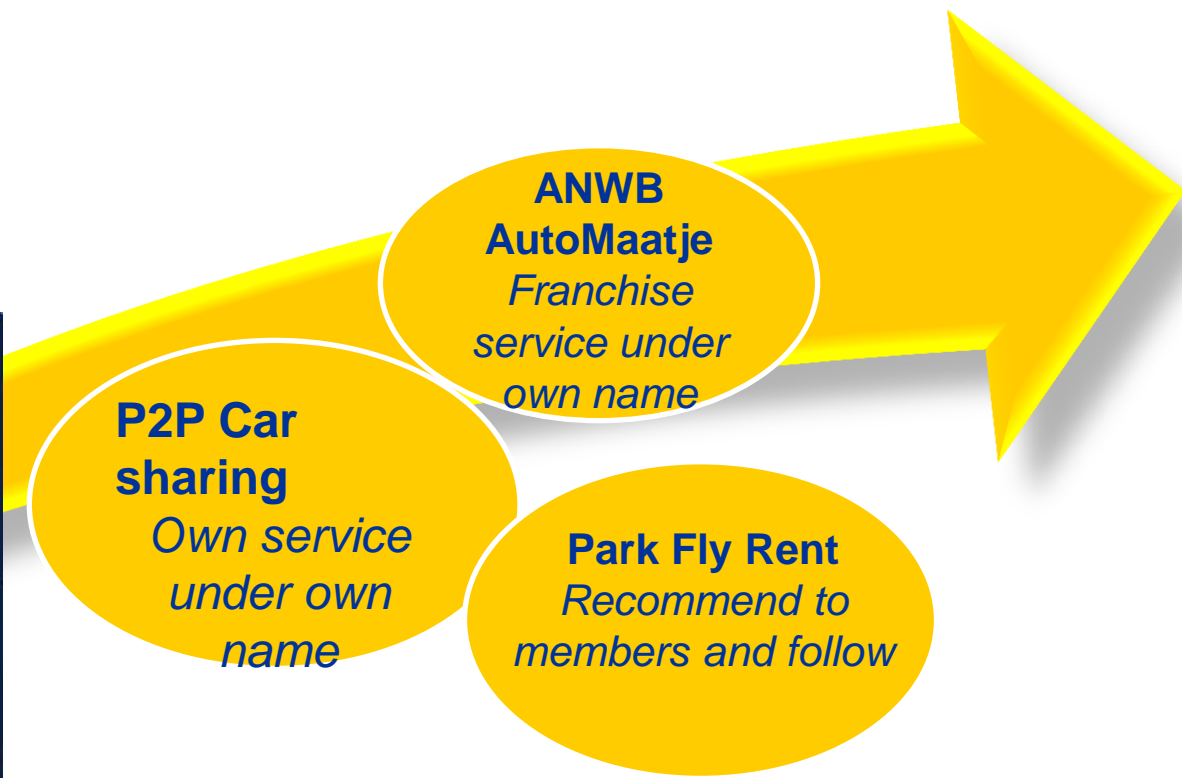 ANWB
AutoMaatje
Franchise
service under
own name
P2P Car
sharing
Own service
under own
name
Park Fly Rent
Recommend to
members and follow